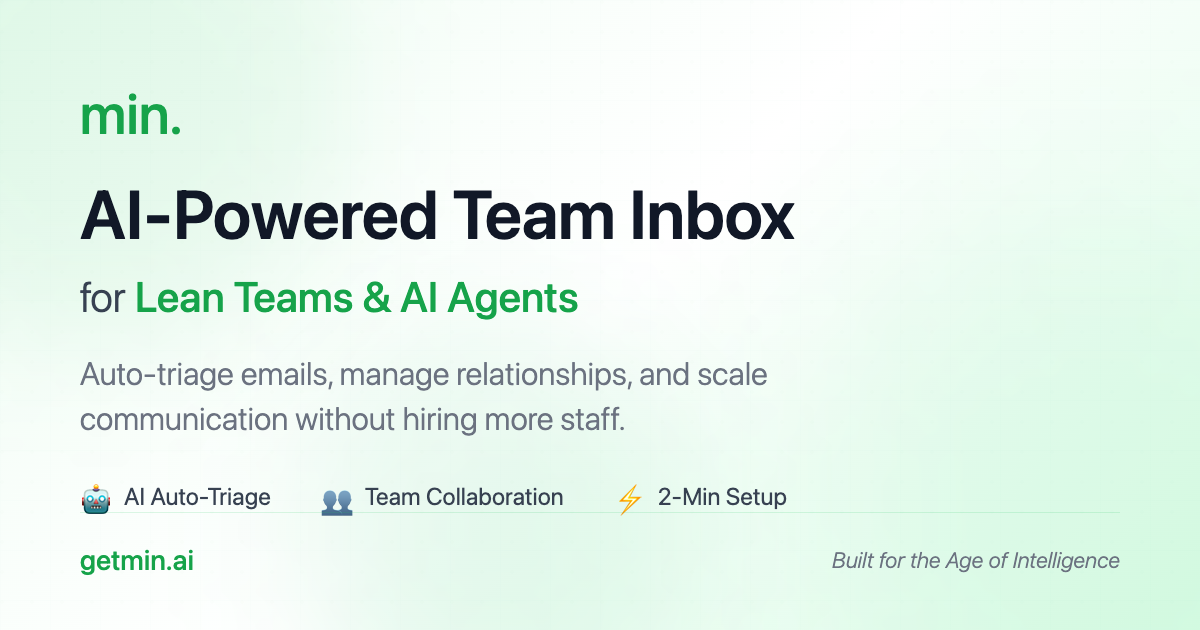 min.
AI-Powered Team Inbox
for Lean Teams & AI Agents
Auto-triage emails, manage relationships, and scale
communication without hiring more staff.
🤖 AI Auto-Triage 👥 Team Collaboration ⚡ 2-Min Setup
getmin.ai Built for the Age of Intelligence